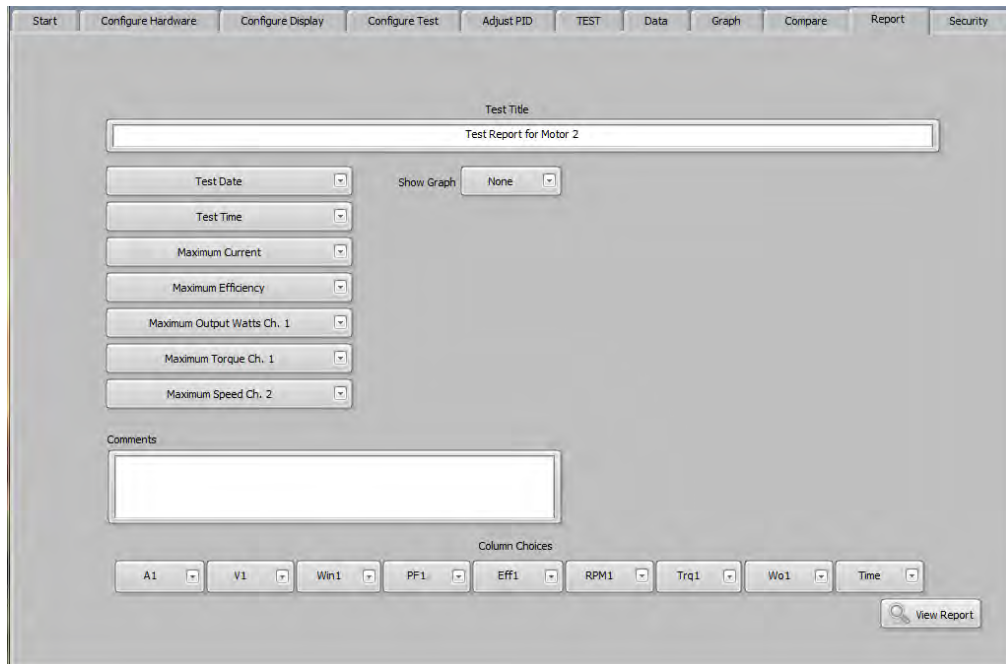 Start Configure Hardware Configure Display Configure Test Adjust PID TEST Data Graph Compare Report Security
Test Title
Test Report for Motor 2
Test Date Show Graph None
Test Time
Maximum Current
Maximum Efficiency
Maximum Output Watts Ch. 1
Maximum Torque Ch. 1
Maximum Speed Ch. 2
Comments
Column Choices
A1 V1 Win1 PF1 Eff1 RPM1 Trq1 Wo1 Time
View Report